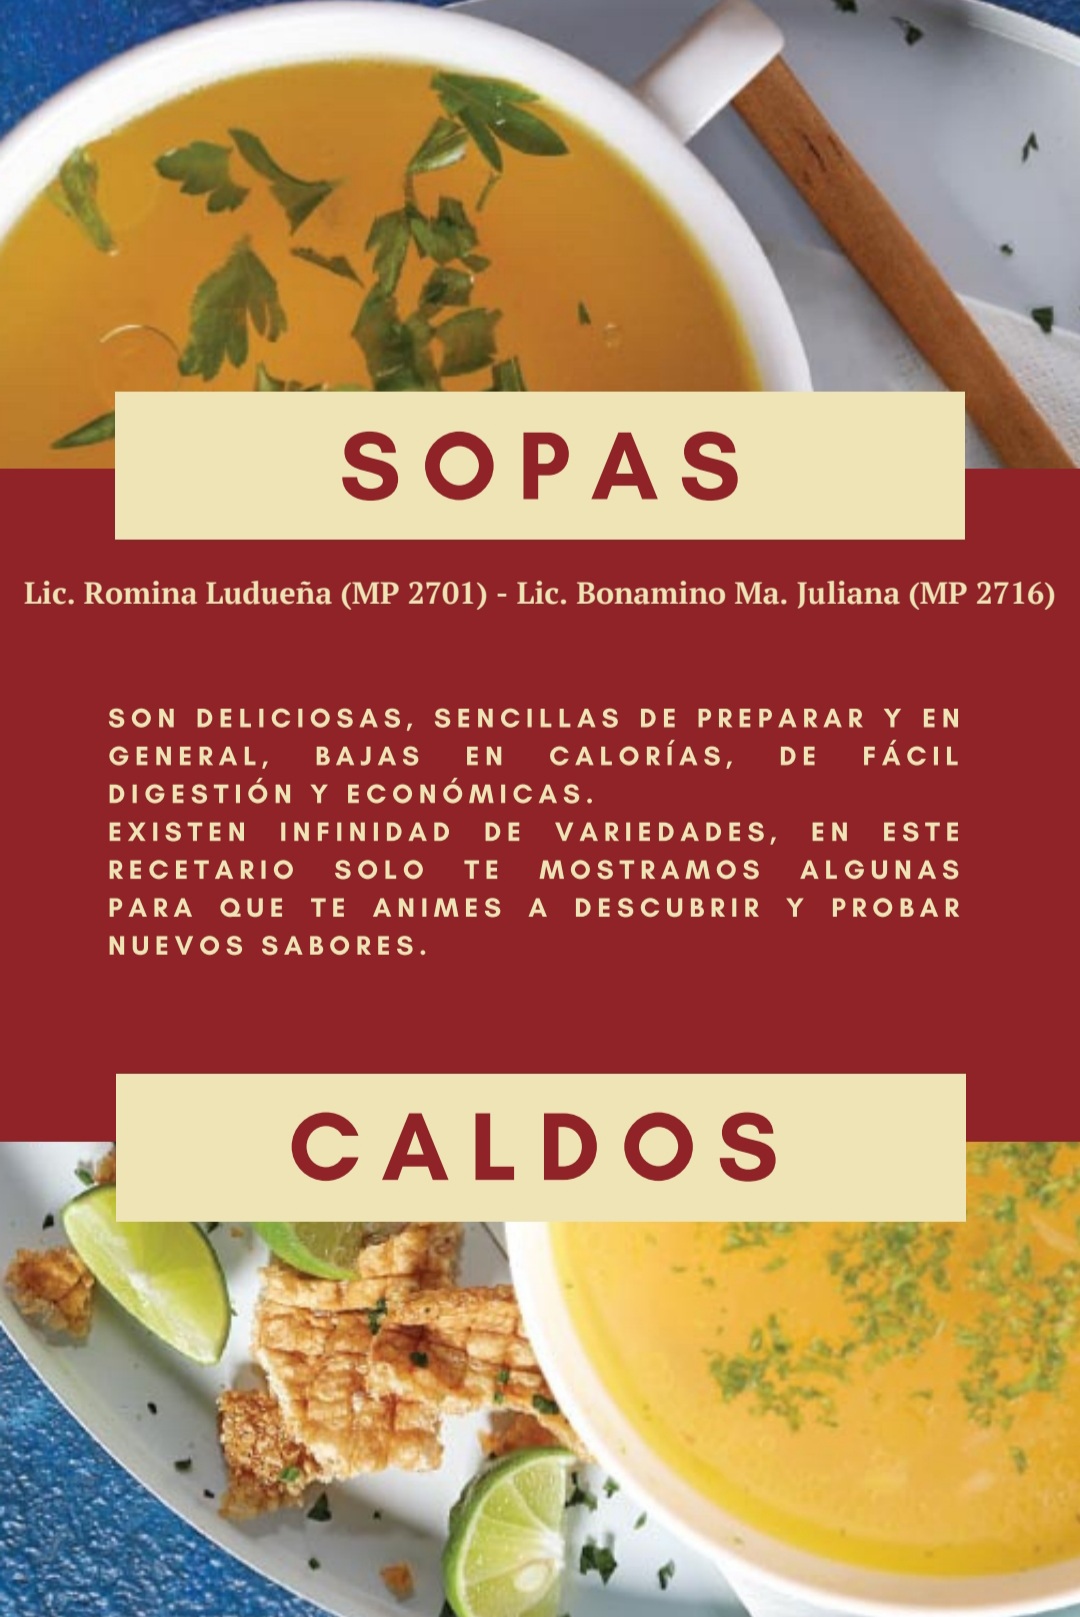 SOPAS
Lic. Romina Ludueña (MP 2701) - Lic. Bonamino Ma. Juliana (MP 2716)
SON DELICIOSAS, SENCILLAS DE PREPARAR Y EN
GENERAL, BAJAS EN CALORÍAS, DE FÁCIL
DIGESTIÓN Y ECONÓMICAS.
EXISTEN INFINIDAD DE VARIEDADES, EN ESTE
RECETARIO SOLO TE MOSTRAMOS ALGUNAS
PARA QUE TE ANIMES A DESCUBRIR Y PROBAR
NUEVOS SABORES.
CALDOS